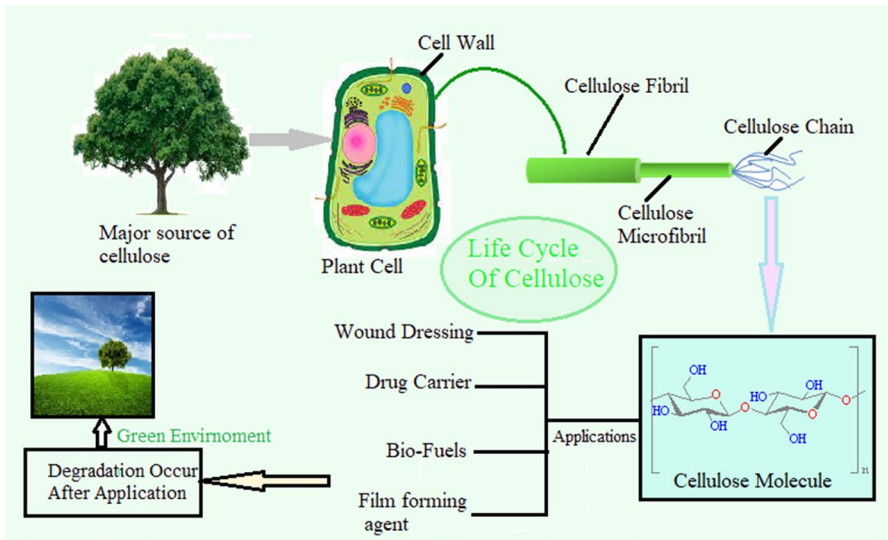 Cell Wall
Cellulose Fibril
Cellulose Chain
Major source of
cellulose
Plant Cell
Cellulose
Microfibril
Life Cycle
Of Cellulose
Wound Dressing
Drug Carrier
Bio-Fuels
Film forming
agent
Applications
OH
OH
HO
O
OH
HO
O
HO
OH
O
O
OH
n
Cellulose Molecule
Green Envirnoment
Degradation Occur
After Application